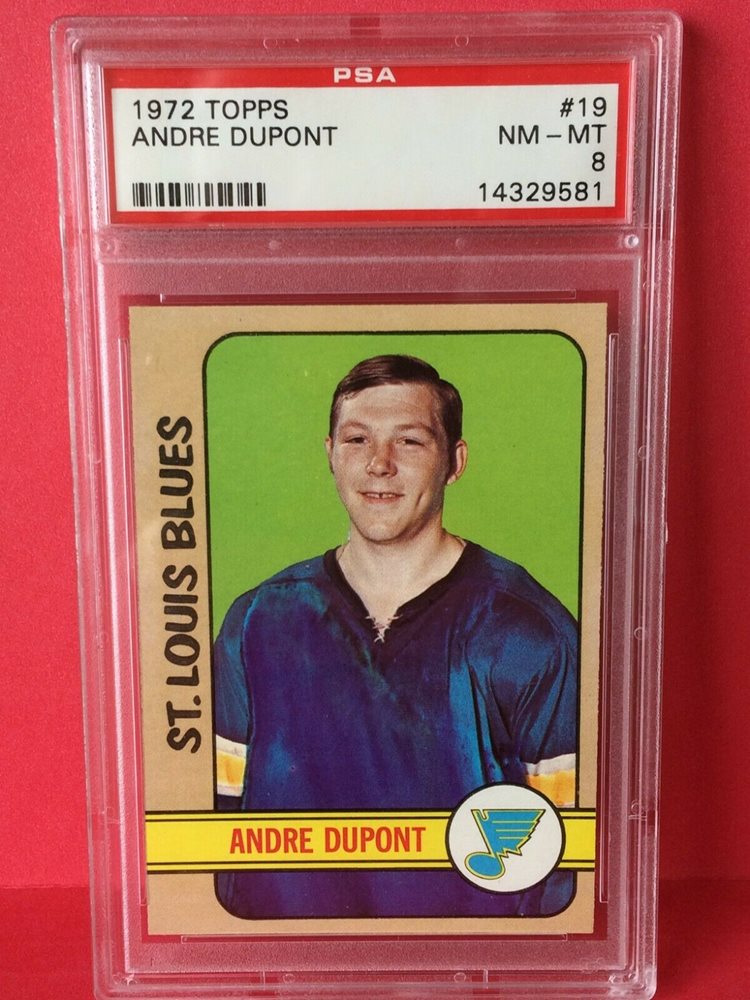 PSA
1972 TOPPS #19
ANDRE DUPONT NM - MT
8
14329581
ST. LOUIS BLUES
ANDRE DUPONT